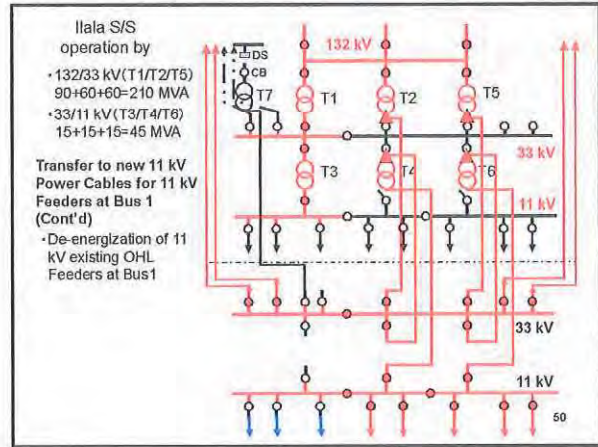 Ilala S/S
operation by
・132/33 kV(T1/T2/T5)
90+60+60=210 MVA
・33/11 kV(T3/T4/T6)
15+15+15=45 MVA
Transfer to new 11 kV
Power Cables for 11 kV
Feeders at Bus 1
(Cont'd)
・De-energization of 11
kV existing OHL
Feeders at Bus1
132 kV
DS
CB
T7
T1
T2
T5
33 kV
T3
T4
T6
11 kV
33 kV
11 kV
50